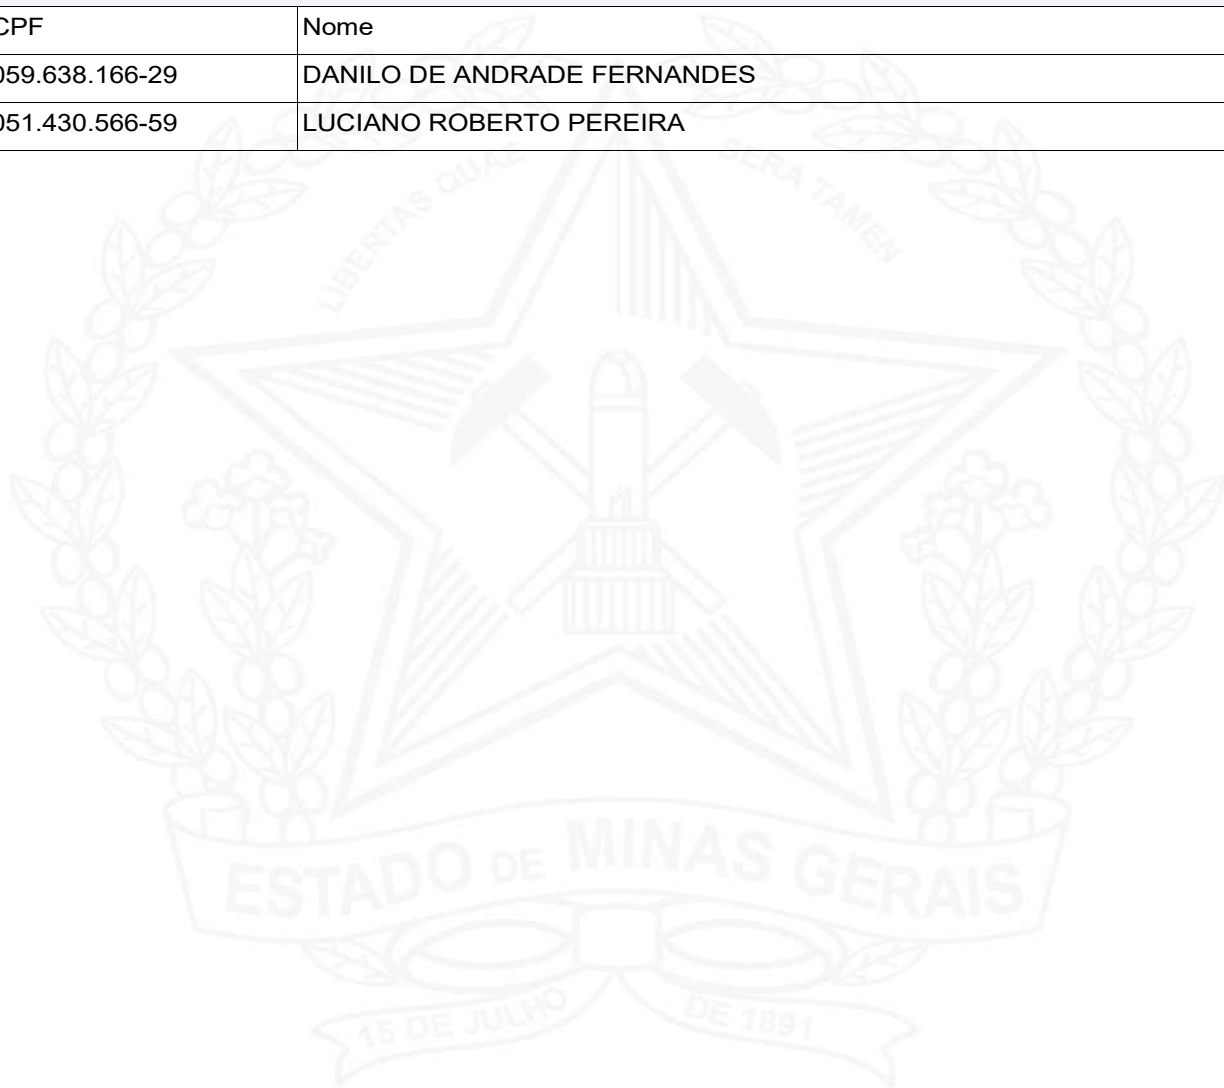 CPF Nome
059.638.166-29 DANILO DE ANDRADE FERNANDES
051.430.566-59 LUCIANO ROBERTO PEREIRA
LIBERTAS QUAE SERA TAMEN
ESTADO DE MINAS GERAIS
15 DE JULHO DE 1891